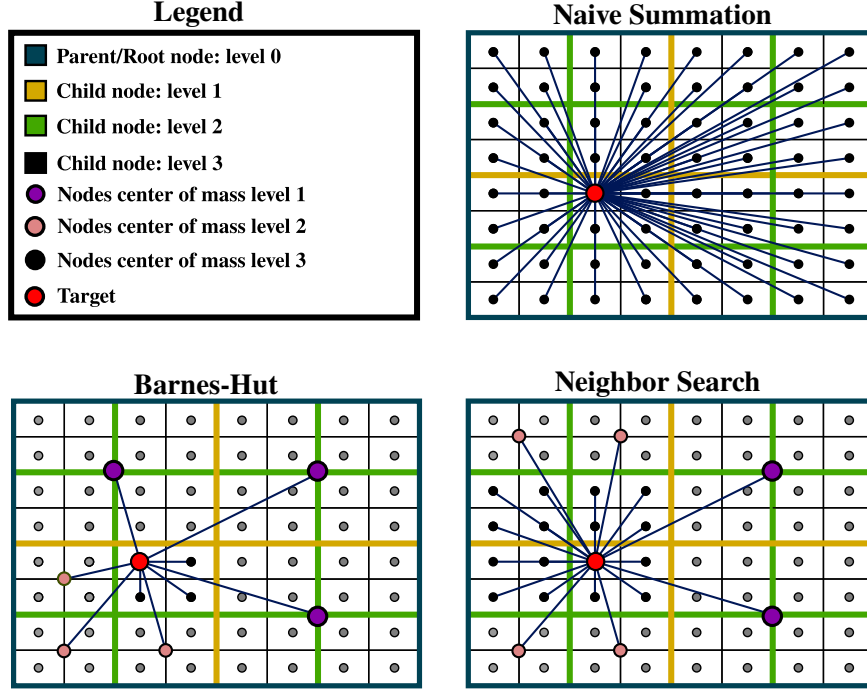 Legend
Parent/Root node: level 0
Child node: level 1
Child node: level 2
Child node: level 3
Nodes center of mass level 1
Nodes center of mass level 2
Nodes center of mass level 3
Target
Naive Summation
Barnes-Hut
Neighbor Search